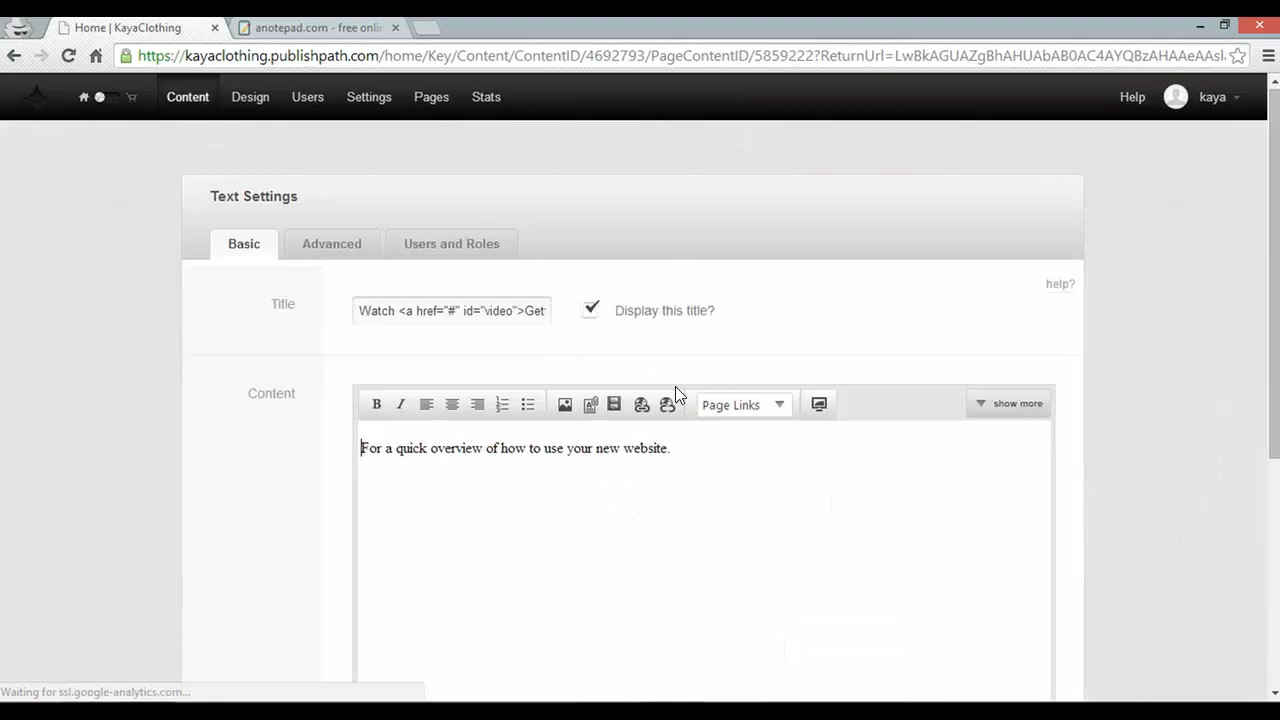 Home | KayaClothing
anotepad.com - free onlin
https://kayaclothing.publishpath.com/home/Key/Content/ContentID/4692793/PageContentID/5859222?ReturnUrl=LwBkAGUAZgBhAHUAbAB0AC4AYQBzAHAAeAAsl
Content Design Users Settings Pages Stats Help kaya
Text Settings
Basic Advanced Users and Roles
help?
Title Watch <a href="#" id="video">Get Display this title?
Content
B I Page Links show more
For a quick overview of how to use your new website.
Waiting for ssl.google-analytics.com...